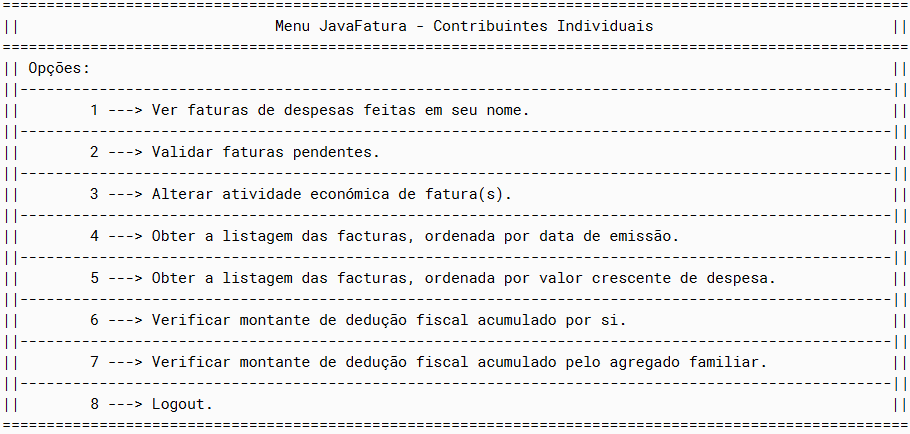 =======================================================================================================
||                             Menu JavaFatura - Contribuintes Individuais                           ||
=======================================================================================================
|| Opções:                                                                                           ||
||---------------------------------------------------------------------------------------------------||
||        1 ---> Ver faturas de despesas feitas em seu nome.                                         ||
||---------------------------------------------------------------------------------------------------||
||        2 ---> Validar faturas pendentes.                                                          ||
||---------------------------------------------------------------------------------------------------||
||        3 ---> Alterar atividade económica de fatura(s).                                           ||
||---------------------------------------------------------------------------------------------------||
||        4 ---> Obter a listagem das facturas, ordenada por data de emissão.                        ||
||---------------------------------------------------------------------------------------------------||
||        5 ---> Obter a listagem das facturas, ordenada por valor crescente de despesa.             ||
||---------------------------------------------------------------------------------------------------||
||        6 ---> Verificar montante de dedução fiscal acumulado por si.                              ||
||---------------------------------------------------------------------------------------------------||
||        7 ---> Verificar montante de dedução fiscal acumulado pelo agregado familiar.              ||
||---------------------------------------------------------------------------------------------------||
||        8 ---> Logout.                                                                             ||
=======================================================================================================